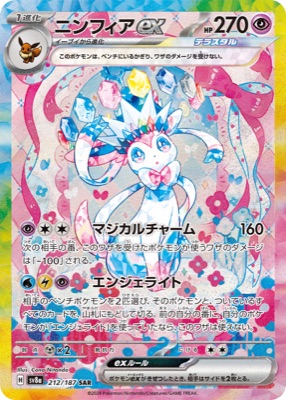 1進化
ニンフィアex
HP 270
イーブイから進化
テラスタル
このポケモンは、ベンチにいるかぎり、ワザのダメージを受けない。
マジカルチャーム 160
次の相手の番、このワザを受けたポケモンが使うワザのダメージ
は「-100」される。
エンジェライト
相手のベンチポケモンを2匹選び、そのポケモンと、ついている
すべてのカードを、相手の山札にもどして切る。前の自分の番に、自分のポ
ケモンが「エンジェライト」を使っていたなら、このワザは使えない。
弱点 ×2 抵抗力
exルール
ポケモンexがきぜつしたとき、相手はサイドを2枚とる。
Illus. Cona Nitanda
H sv8a 212/187 SAR